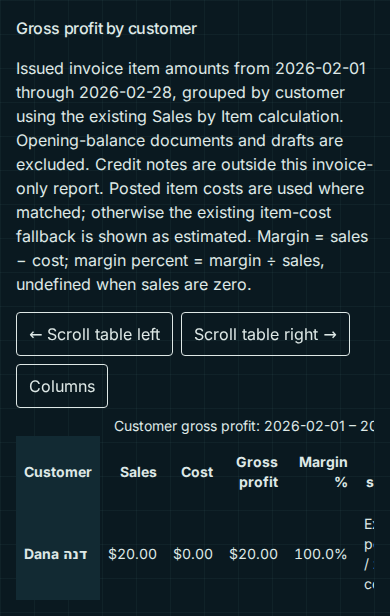 Gross profit by customer
Issued invoice item amounts from 2026-02-01
through 2026-02-28, grouped by customer
using the existing Sales by Item calculation.
Opening-balance documents and drafts are
excluded. Credit notes are outside this invoice-
only report. Posted item costs are used where
matched; otherwise the existing item-cost
fallback is shown as estimated. Margin = sales
− cost; margin percent = margin ÷ sales,
undefined when sales are zero.
← Scroll table left Scroll table right →
Columns
Customer gross profit: 2026-02-01 – 20
Customer Sales Cost Gross profit Margin %
Dana דנה $20.00 $0.00 $20.00 100.0%